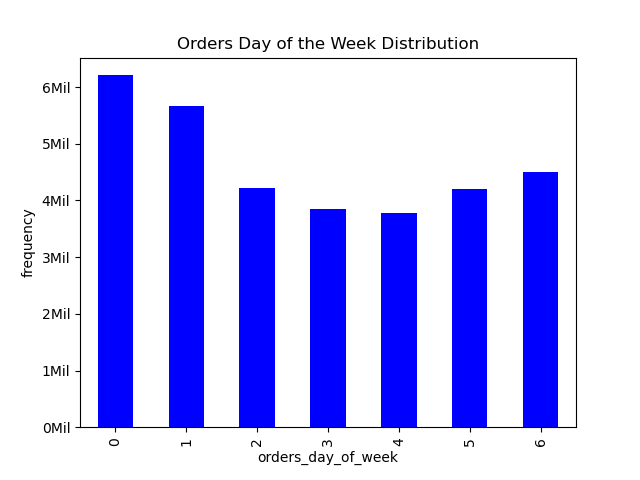 Orders Day of the Week Distribution
6Mil
5Mil
4Mil
3Mil
2Mil
1Mil
0Mil
frequency
0 1 2 3 4 5 6
orders_day_of_week